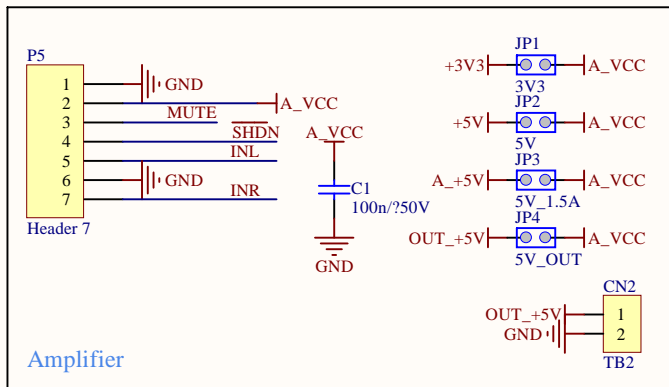 P5
1 GND
2 A_VCC
3 MUTE
4 SHDN
5 INL
6 GND
7 INR
Header 7
A_VCC
C1
100n/?50V
GND
JP1
+3V3 A_VCC
3V3
JP2
+5V A_VCC
5V
JP3
A_+5V A_VCC
5V_1.5A
JP4
OUT_+5V A_VCC
5V_OUT
CN2
OUT_+5V 1
GND 2
TB2
Amplifier